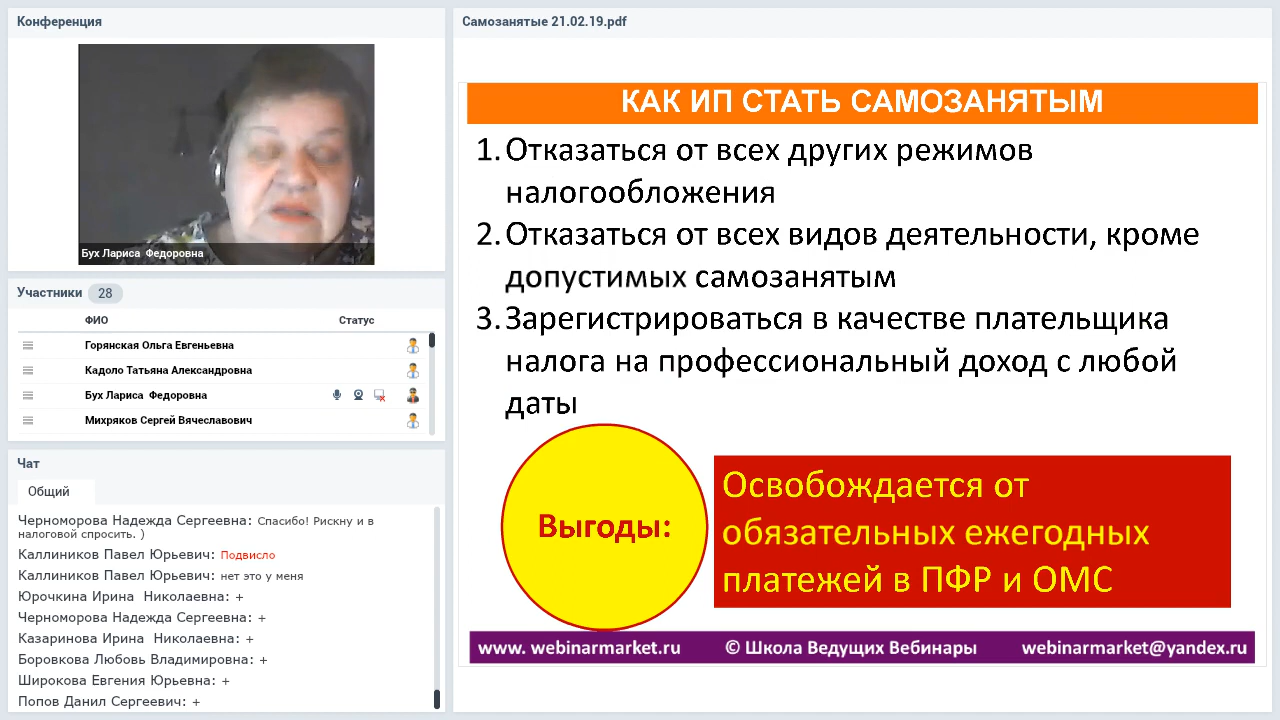 Конференция
Бух Лариса  Федоровна
Участники 28
ФИО Статус
Горянская Ольга Евгеньевна
Кадоло Татьяна Александровна
Бух Лариса  Федоровна
Михряков Сергей Вячеславович
Чат
Общий
Черноморова Надежда Сергеевна: Спасибо! Рискну и в
налоговой спросить. )
Каллиников Павел Юрьевич: Подвисло
Каллиников Павел Юрьевич: нет это у меня
Юрочкина Ирина  Николаевна: +
Черноморова Надежда Сергеевна: +
Казаринова Ирина  Николаевна: +
Боровкова Любовь Владимировна: +
Широкова Евгения Юрьевна: +
Попов Данил Сергеевич: +
Самозанятые 21.02.19.pdf
КАК ИП СТАТЬ САМОЗАНЯТЫМ
1. Отказаться от всех других режимов
налогообложения
2. Отказаться от всех видов деятельности, кроме
допустимых самозанятым
3. Зарегистрироваться в качестве плательщика
налога на профессиональный доход с любой
даты
Выгоды:
Освобождается от
обязательных ежегодных
платежей в ПФР и ОМС
www. webinarmarket.ru © Школа Ведущих Вебинары webinarmarket@yandex.ru